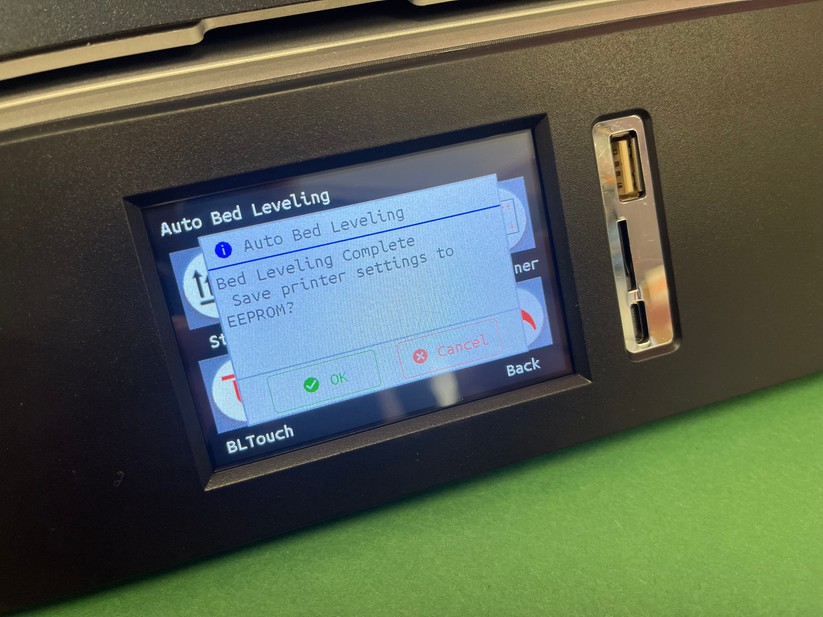 Auto Bed Leveling
Auto Bed Leveling
Bed Leveling Complete
Save printer settings to
EEPROM?
OK
Cancel
BLTouch
Back